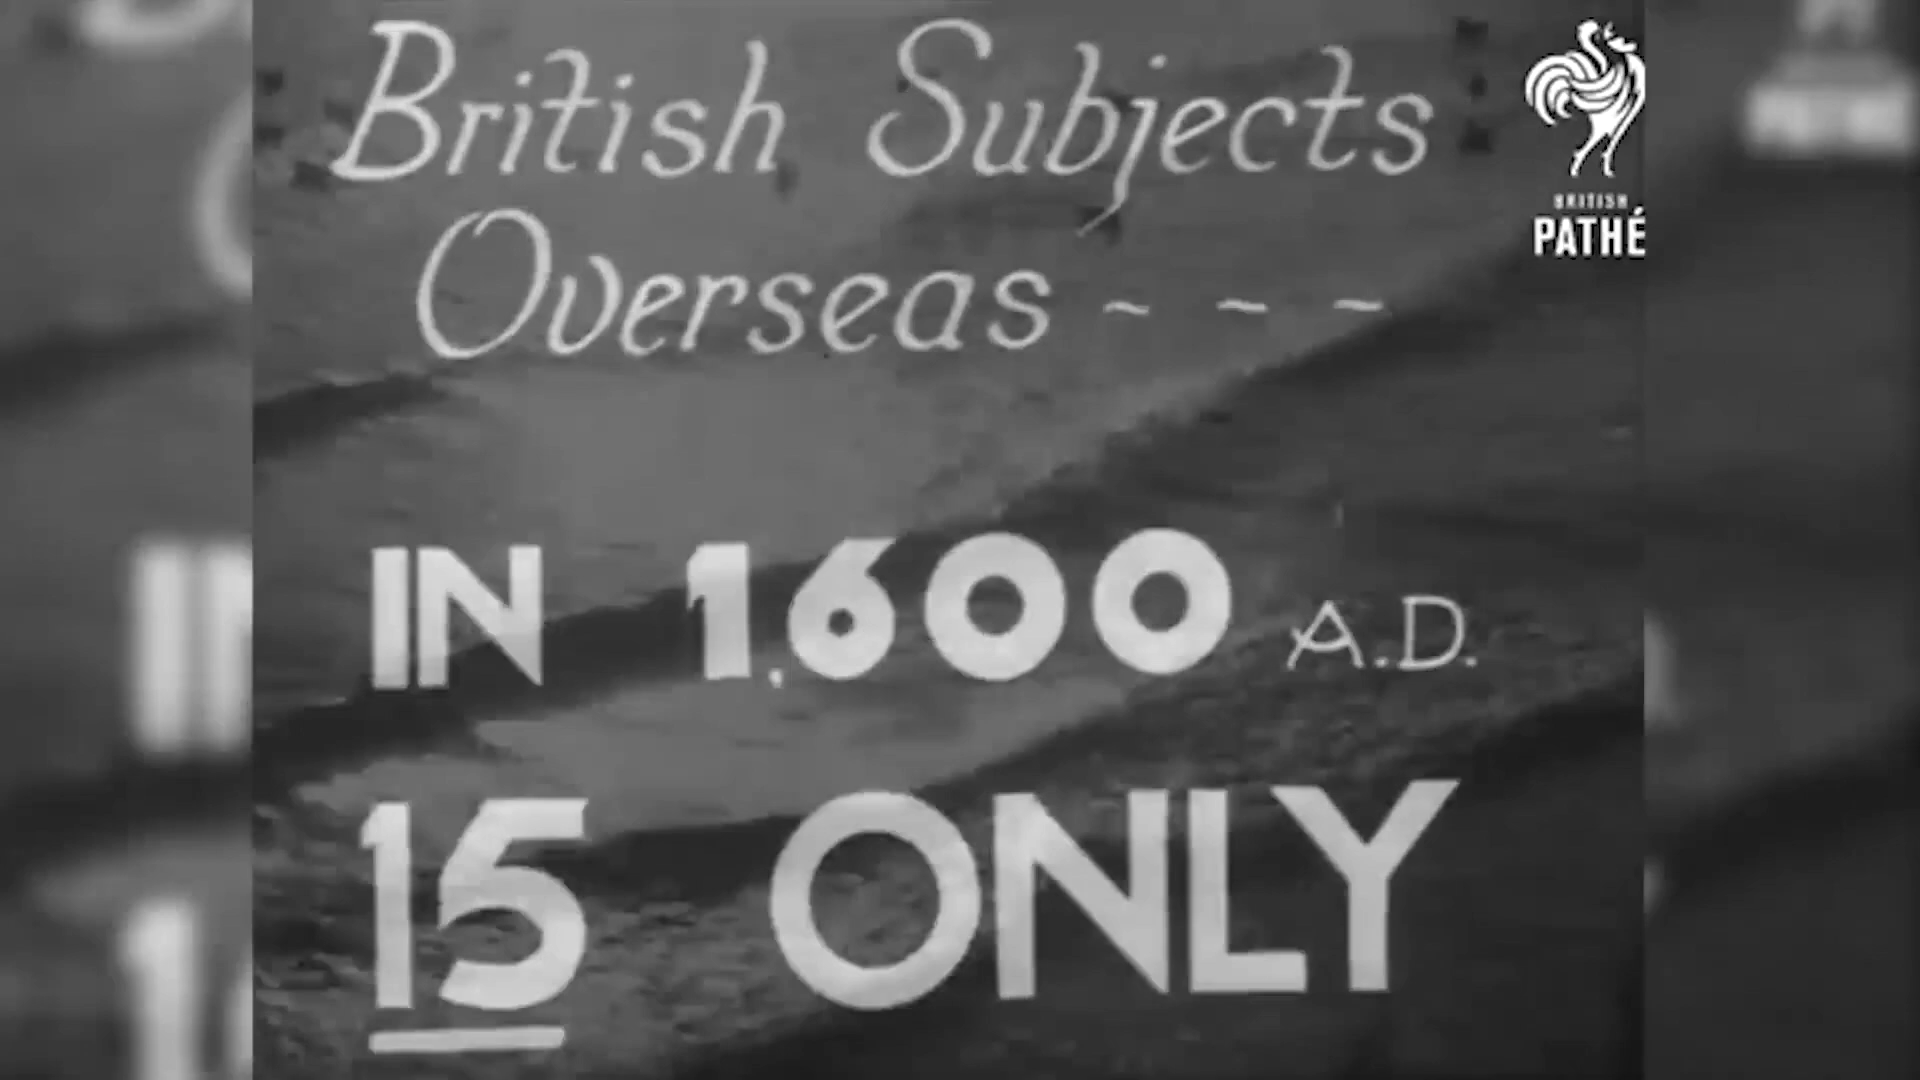 British Subjects
Overseas ~ ~ ~
IN 1,600 A.D.
15 ONLY
BRITISH
PATHÉ